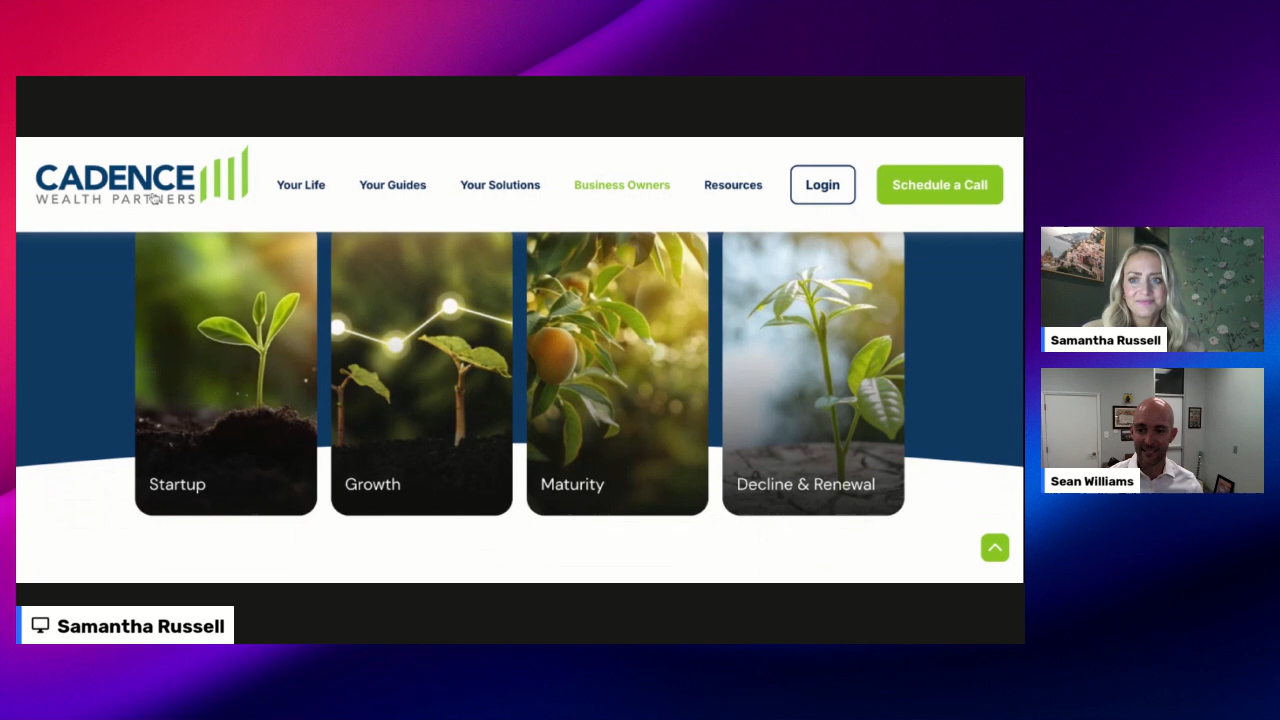 CADENCE
WEALTH PARTNERS
Your Life
Your Guides
Your Solutions
Business Owners
Resources
Login
Schedule a Call
Startup
Growth
Maturity
Decline & Renewal
Samantha Russell
Sean Williams
Samantha Russell